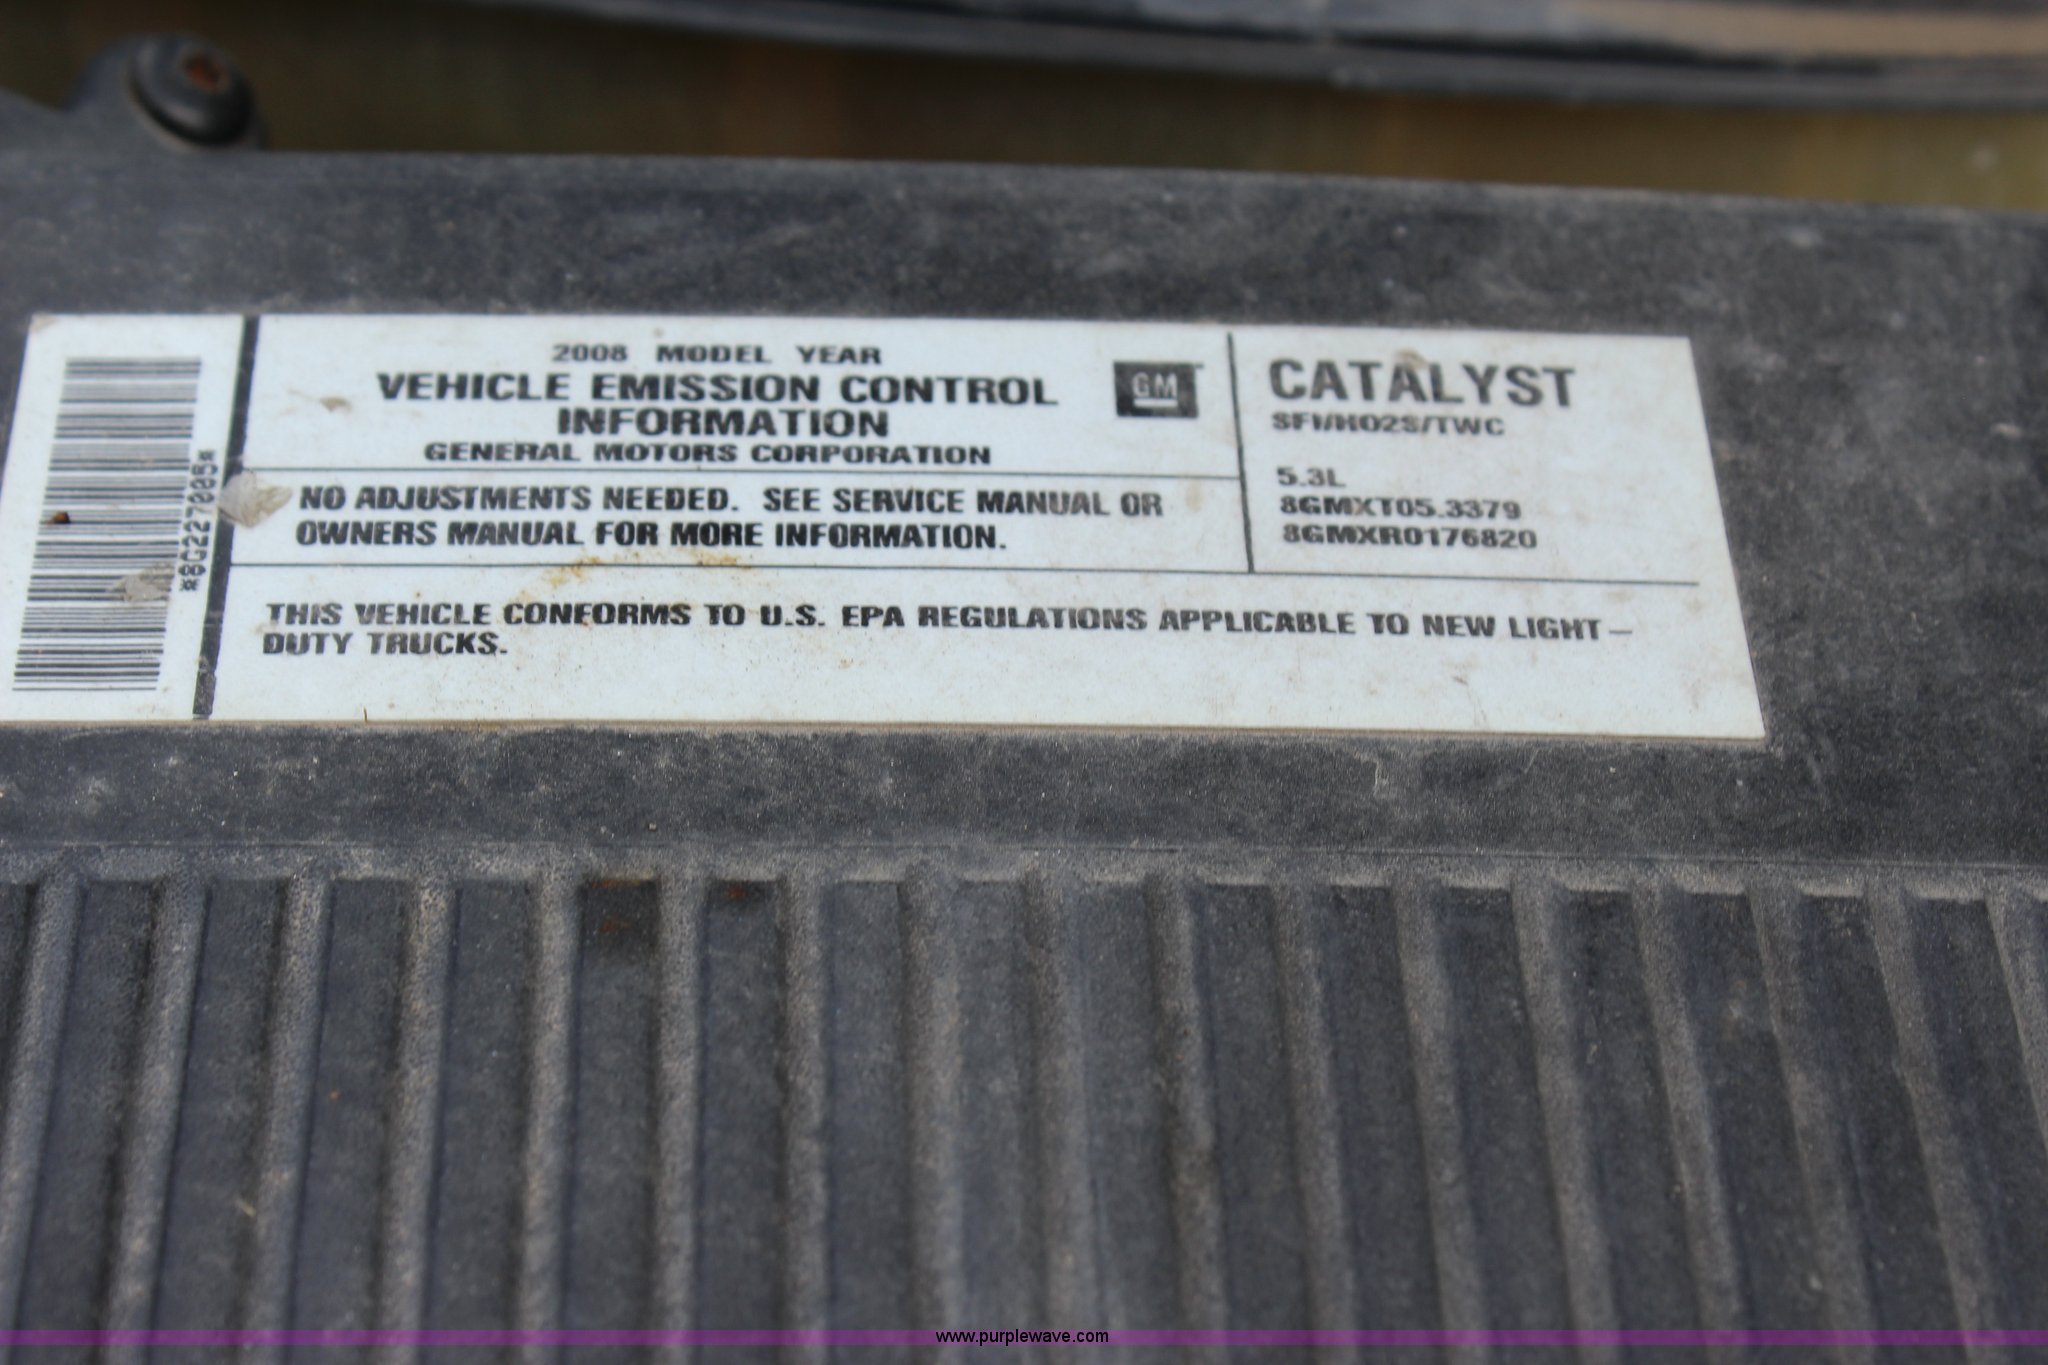 2008 MODEL YEAR
VEHICLE EMISSION CONTROL
INFORMATION
GENERAL MOTORS CORPORATION
GM
NO ADJUSTMENTS NEEDED. SEE SERVICE MANUAL OR
OWNERS MANUAL FOR MORE INFORMATION.
CATALYST
SFI/HO2S/TWC
5.3L
8GMXT05.3379
8GMXR0176820
THIS VEHICLE CONFORMS TO U.S. EPA REGULATIONS APPLICABLE TO NEW LIGHT–
DUTY TRUCKS.
*8G227005*
www.purplewave.com